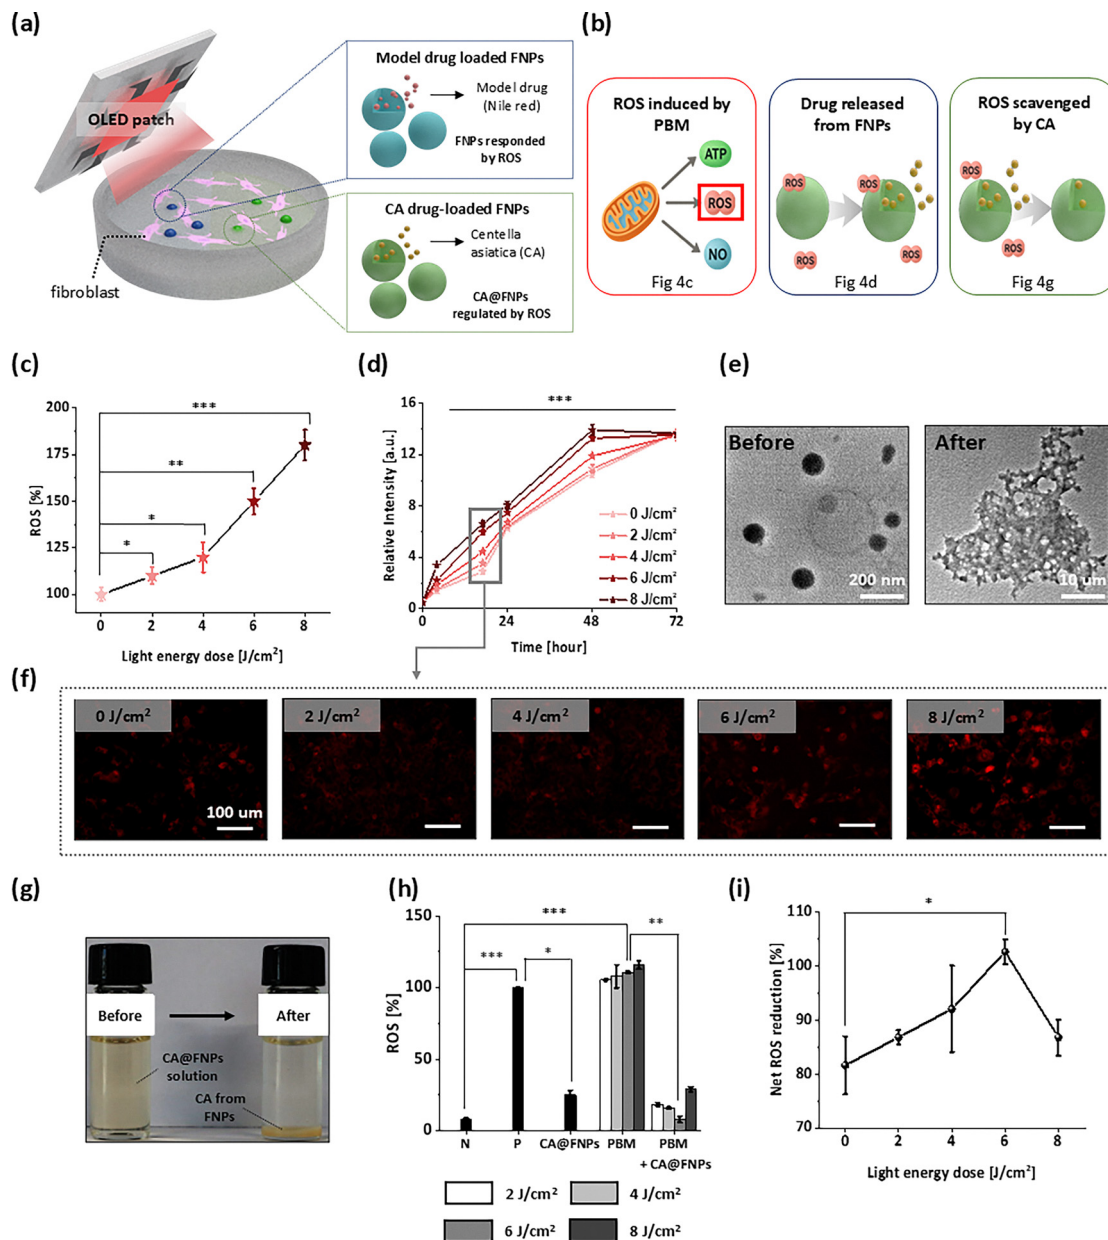 (a)
OLED patch
fibroblast
Model drug loaded FNPs
Model drug
(Nile red)
FNPs responded
by ROS
CA drug-loaded FNPs
Centella
asiatica (CA)
CA@FNPs
regulated by ROS
(b)
ROS induced by
PBM
ATP
ROS
NO
Fig 4c
Drug released
from FNPs
ROS
ROS
ROS
ROS
Fig 4d
ROS scavenged
by CA
ROS
ROS
Fig 4g
(c)
ROS [%]
200
175
150
125
100
***
**
*
*
0 2 4 6 8
Light energy dose [J/cm²]
(d)
Relative Intensity [a.u.]
16
12
8
4
0
***
0 J/cm²
2 J/cm²
4 J/cm²
6 J/cm²
8 J/cm²
0 24 48 72
Time [hour]
(e)
Before
200 nm
After
10 um
(f)
0 J/cm²
100 um
2 J/cm²
4 J/cm²
6 J/cm²
8 J/cm²
(g)
Before
After
CA@FNPs
solution
CA from
FNPs
(h)
ROS [%]
150
100
50
0
***
***
*
**
N P CA@FNPs PBM PBM
+ CA@FNPs
2 J/cm²
4 J/cm²
6 J/cm²
8 J/cm²
(i)
Net ROS reduction [%]
110
100
90
80
70
*
0 2 4 6 8
Light energy dose [J/cm²]